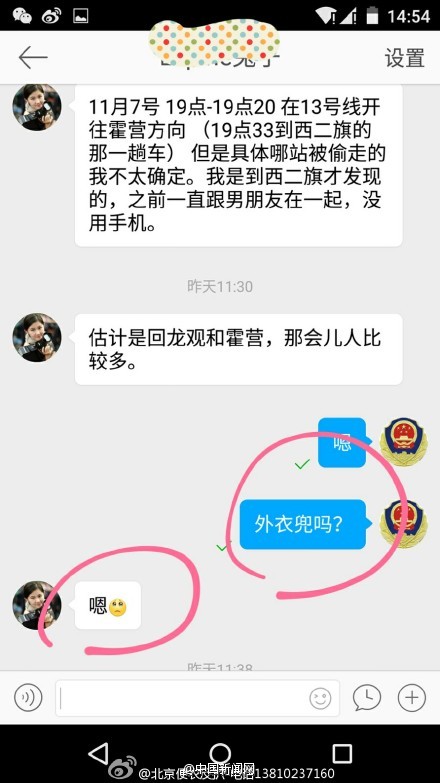 14:54
设置
11月7号 19点-19点20 在13号线开
往霍营方向 （19点33到西二旗的
那一趟车） 但是具体哪站被偷走的
我不太确定。我是到西二旗才发现
的，之前一直跟男朋友在一起，没
用手机。
昨天11:30
估计是回龙观和霍营，那会儿人比
较多。
嗯
外衣兜吗？
嗯
昨天11:38
@中国新闻网
13810237160